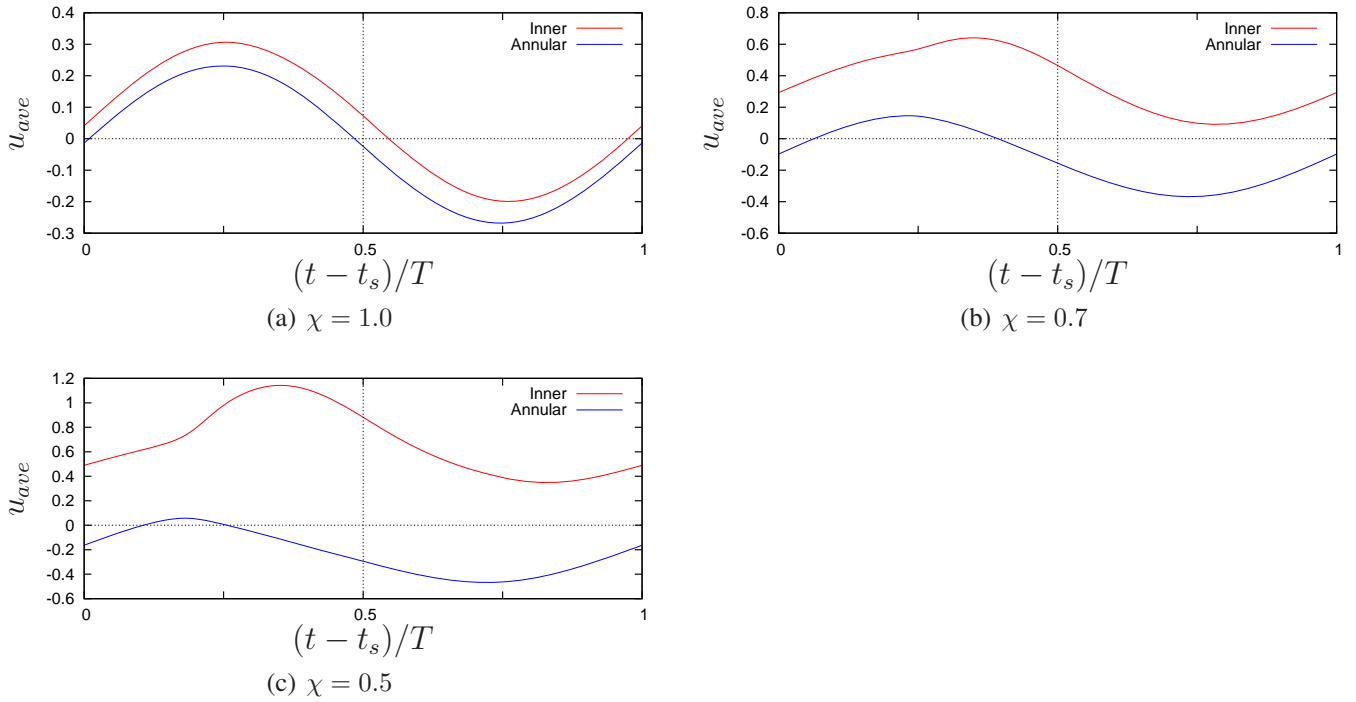 0.4
0.3
0.2
0.1
0
-0.1
-0.2
-0.3
0
0.5
1
u_{ave}
(t − t_s)/T
Inner
Annular
(a) χ = 1.0
0.8
0.6
0.4
0.2
0
-0.2
-0.4
-0.6
0
0.5
1
u_{ave}
(t − t_s)/T
Inner
Annular
(b) χ = 0.7
1.2
1
0.8
0.6
0.4
0.2
0
-0.2
-0.4
-0.6
0
0.5
1
u_{ave}
(t − t_s)/T
Inner
Annular
(c) χ = 0.5